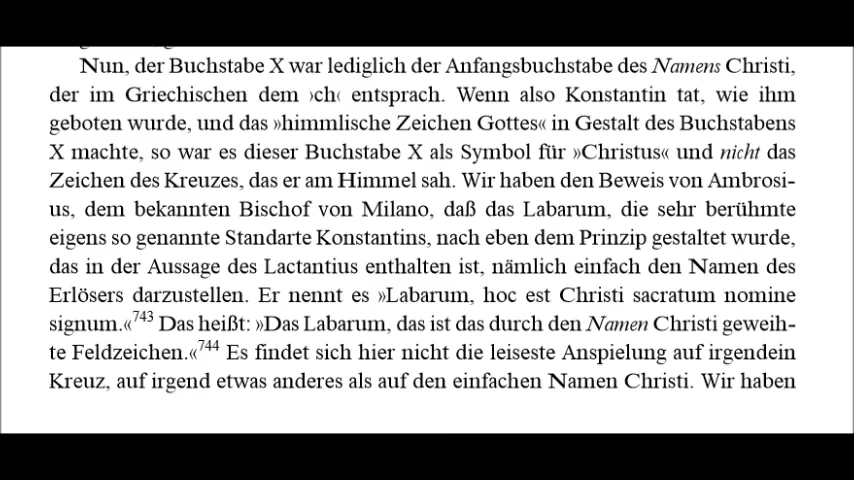 Nun, der Buchstabe X war lediglich der Anfangsbuchstabe des Namens Christi,
der im Griechischen dem ›ch‹ entsprach. Wenn also Konstantin tat, wie ihm
geboten wurde, und das »himmlische Zeichen Gottes« in Gestalt des Buchstabens
X machte, so war es dieser Buchstabe X als Symbol für »Christus« und nicht das
Zeichen des Kreuzes, das er am Himmel sah. Wir haben den Beweis von Ambrosi-
us, dem bekannten Bischof von Milano, daß das Labarum, die sehr berühmte
eigens so genannte Standarte Konstantins, nach eben dem Prinzip gestaltet wurde,
das in der Aussage des Lactantius enthalten ist, nämlich einfach den Namen des
Erlösers darzustellen. Er nennt es »Labarum, hoc est Christi sacratum nomine
signum.«743 Das heißt: »Das Labarum, das ist das durch den Namen Christi geweih-
te Feldzeichen.«744 Es findet sich hier nicht die leiseste Anspielung auf irgendein
Kreuz, auf irgend etwas anderes als auf den einfachen Namen Christi. Wir haben